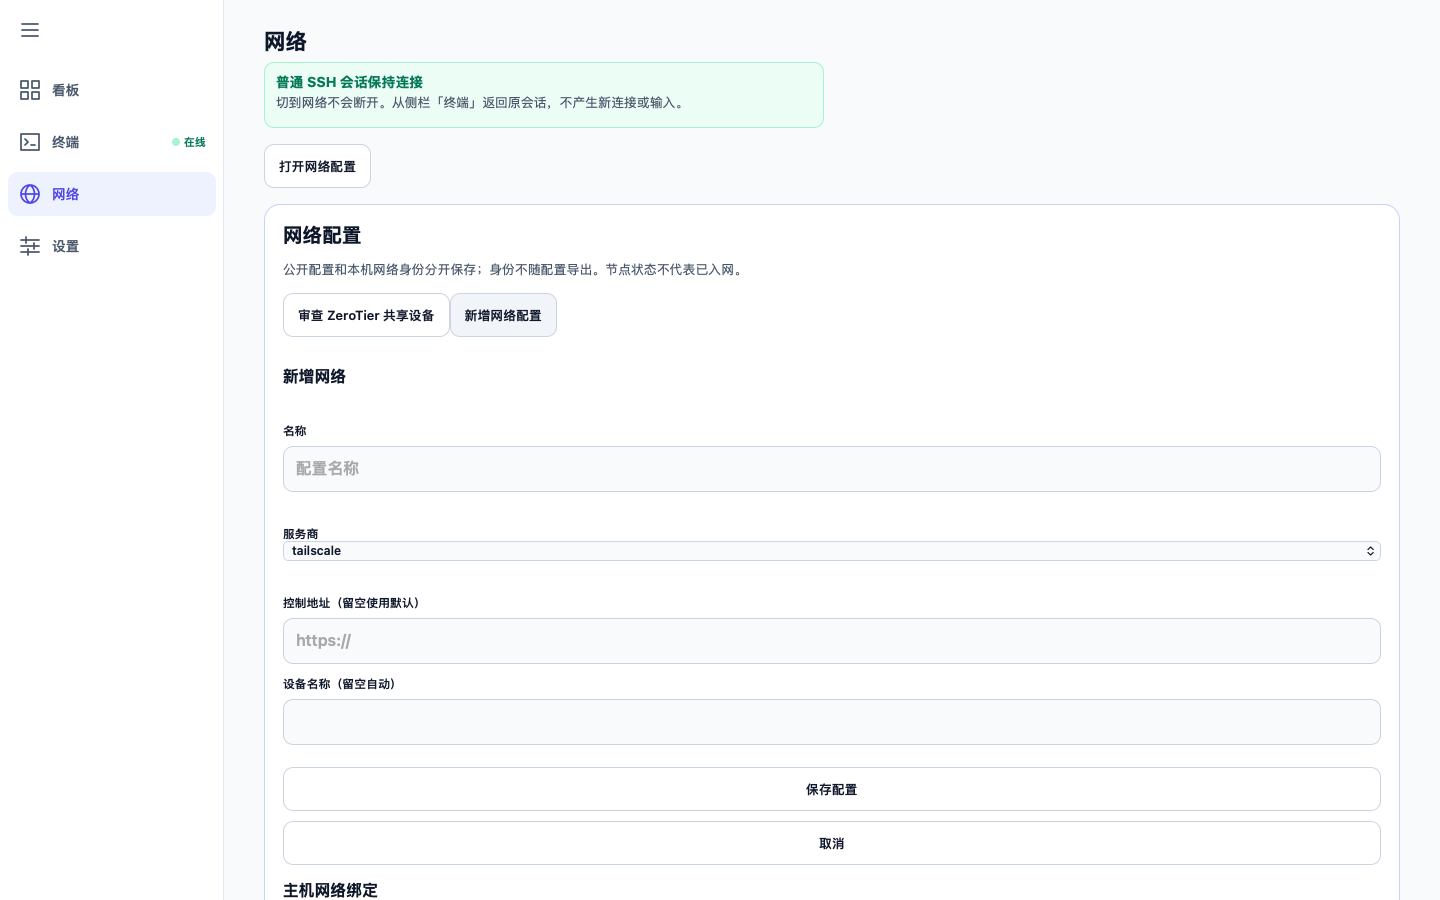 网络
普通 SSH 会话保持连接
切到网络不会断开。从侧栏「终端」返回原会话，不产生新连接或输入。
看板
终端
在线
网络
设置
打开网络配置
网络配置
公开配置和本机网络身份分开保存；身份不随配置导出。节点状态不代表已入网。
审查 ZeroTier 共享设备
新增网络配置
新增网络
名称
配置名称
服务商
tailscale
控制地址（留空使用默认）
https://
设备名称（留空自动）
保存配置
取消
主机网络绑定